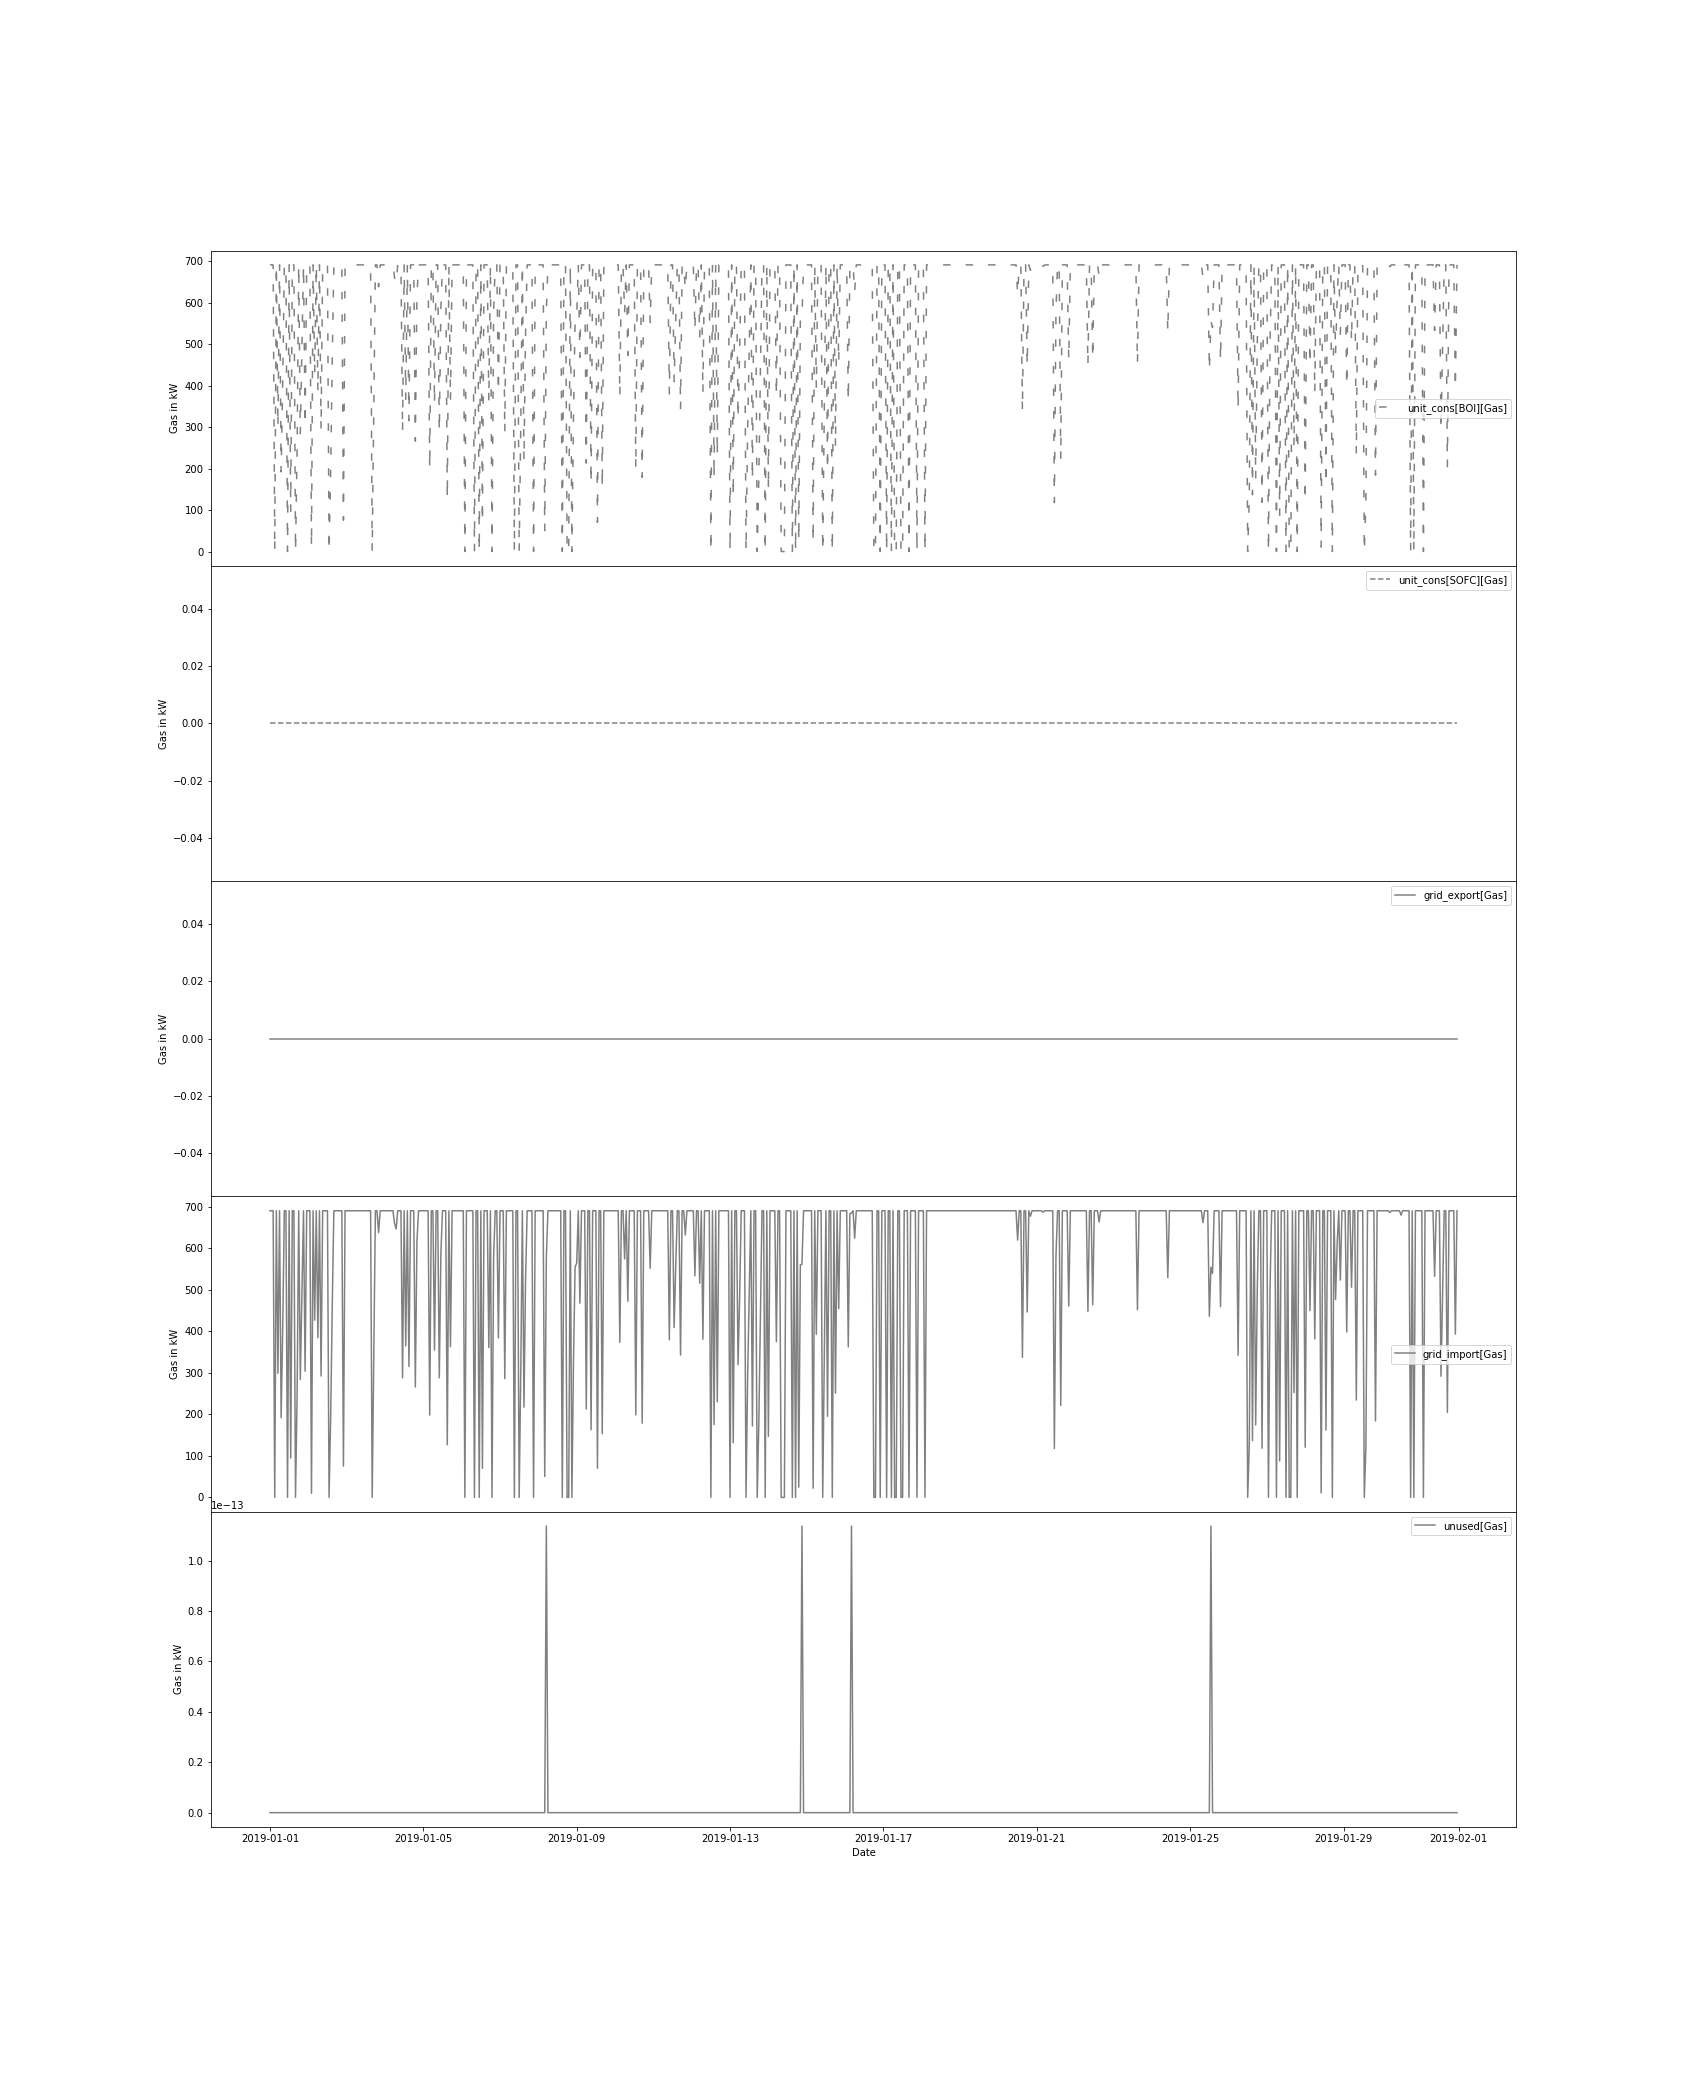 700
600
500
400
300
200
100
0
Gas in kW
unit_cons[BOI][Gas]
0.04
0.02
0.00
−0.02
−0.04
Gas in kW
unit_cons[SOFC][Gas]
0.04
0.02
0.00
−0.02
−0.04
Gas in kW
grid_export[Gas]
700
600
500
400
300
200
100
0
Gas in kW
grid_import[Gas]
1e−13
1.0
0.8
0.6
0.4
0.2
0.0
Gas in kW
unused[Gas]
2019-01-01 2019-01-05 2019-01-09 2019-01-13 2019-01-17 2019-01-21 2019-01-25 2019-01-29 2019-02-01
Date